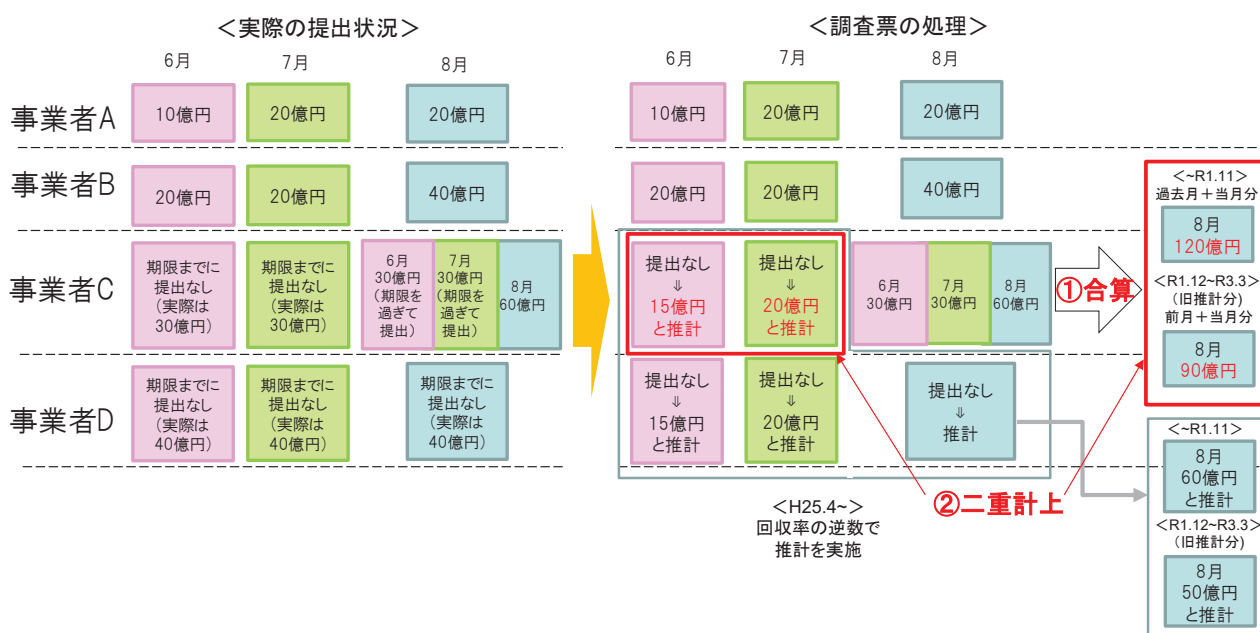 ＜実際の提出状況＞
6月
7月
8月
事業者A
10億円
20億円
20億円
事業者B
20億円
20億円
40億円
事業者C
期限までに
提出なし
（実際は
30億円）
期限までに
提出なし
（実際は
30億円）
6月
30億円
（期限を
過ぎて
提出）
7月
30億円
（期限を
過ぎて
提出）
8月
60億円
事業者D
期限までに
提出なし
（実際は
40億円）
期限までに
提出なし
（実際は
40億円）
期限までに
提出なし
（実際は
40億円）
＜調査票の処理＞
6月
7月
8月
10億円
20億円
20億円
20億円
20億円
40億円
提出なし
⇓
15億円
と推計
提出なし
⇓
20億円
と推計
6月
30億円
7月
30億円
8月
60億円
①合算
提出なし
⇓
15億円
と推計
提出なし
⇓
20億円
と推計
提出なし
⇓
推計
＜H25.4~＞
回収率の逆数で
推計を実施
②二重計上
＜~R1.11＞
過去月＋当月分
8月
120億円
＜R1.12~R3.3＞
（旧推計分）
前月＋当月分
8月
90億円
＜~R1.11＞
8月
60億円
と推計
＜R1.12~R3.3＞
（旧推計分）
8月
50億円
と推計